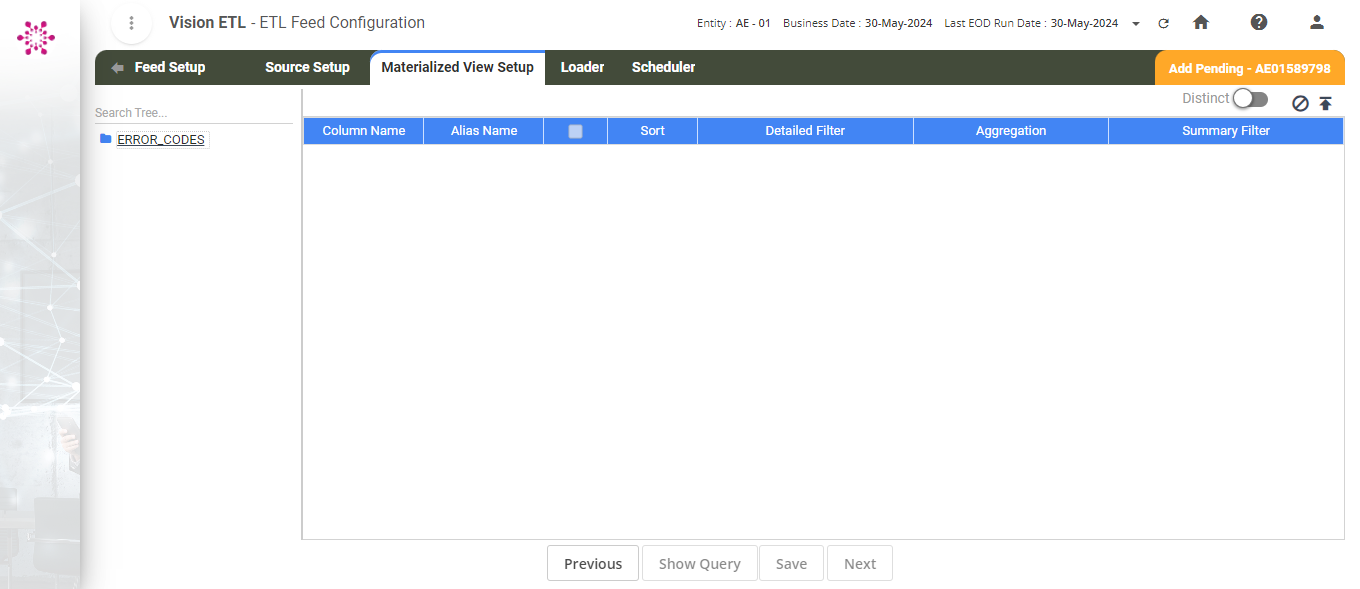 Vision ETL - ETL Feed Configuration
Entity : AE - 01 Business Date : 30-May-2024 Last EOD Run Date : 30-May-2024
Feed Setup Source Setup Materialized View Setup Loader Scheduler Add Pending - AE01589798
Search Tree... Distinct
ERROR_CODES
Column Name Alias Name Sort Detailed Filter Aggregation Summary Filter
Previous Show Query Save Next